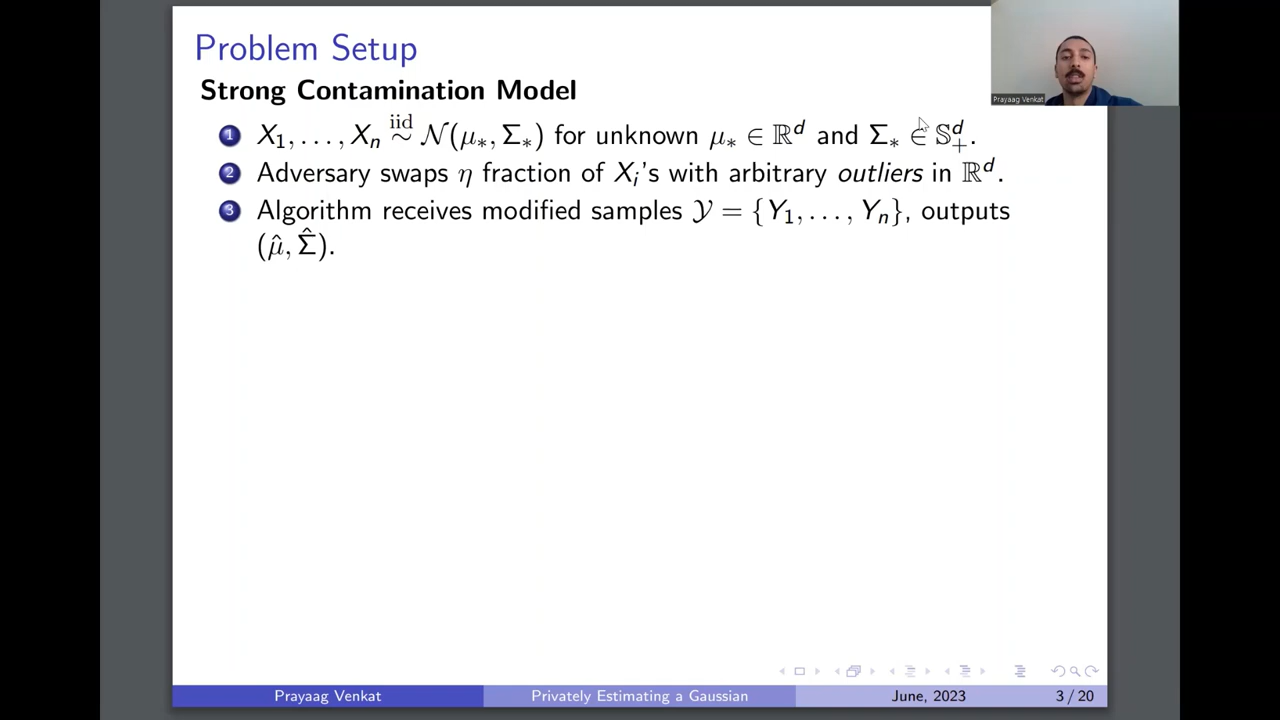 Problem Setup
Strong Contamination Model
1 X₁, . . . , Xₙ iid ∼ 𝒩(μ∗, Σ∗) for unknown μ∗ ∈ ℝᵈ and Σ∗ ∈ 𝕊ᵈ₊.
2 Adversary swaps η fraction of Xᵢ's with arbitrary outliers in ℝᵈ.
3 Algorithm receives modified samples 𝒴 = {Y₁, . . . , Yₙ}, outputs
(μ̂, Σ̂).
Prayaag Venkat
Prayaag Venkat Privately Estimating a Gaussian June, 2023 3 / 20